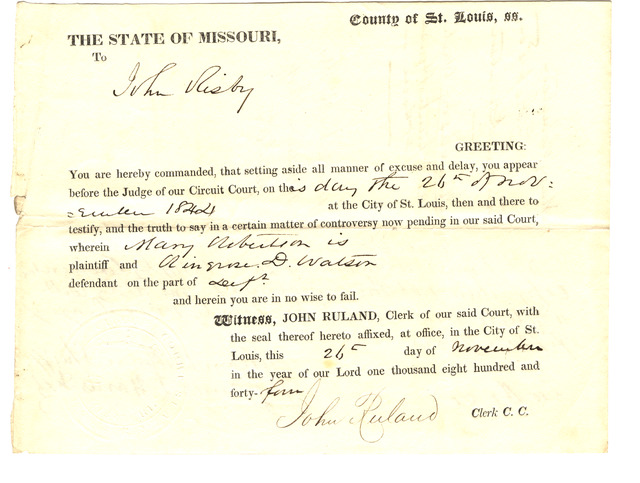 County of St. Louis, ss.
THE STATE OF MISSOURI,
To
John Risby
GREETING:
You are hereby commanded, that setting aside all manner of excuse and delay, you appear
before the Judge of our Circuit Court, on this day the 26th of Nov=
=ember 1844 at the City of St. Louis, then and there to
testify, and the truth to say in a certain matter of controversy now pending in our said Court,
wherein Mary Robertson is
plaintiff and Ringrose. D. Watson
defendant on the part of Deft
and herein you are in no wise to fail.
Witness, JOHN RULAND, Clerk of our said Court, with
the seal thereof hereto affixed, at office, in the City of St.
Louis, this 26th day of November
in the year of our Lord one thousand eight hundred and
forty-four
John Ruland Clerk C. C.